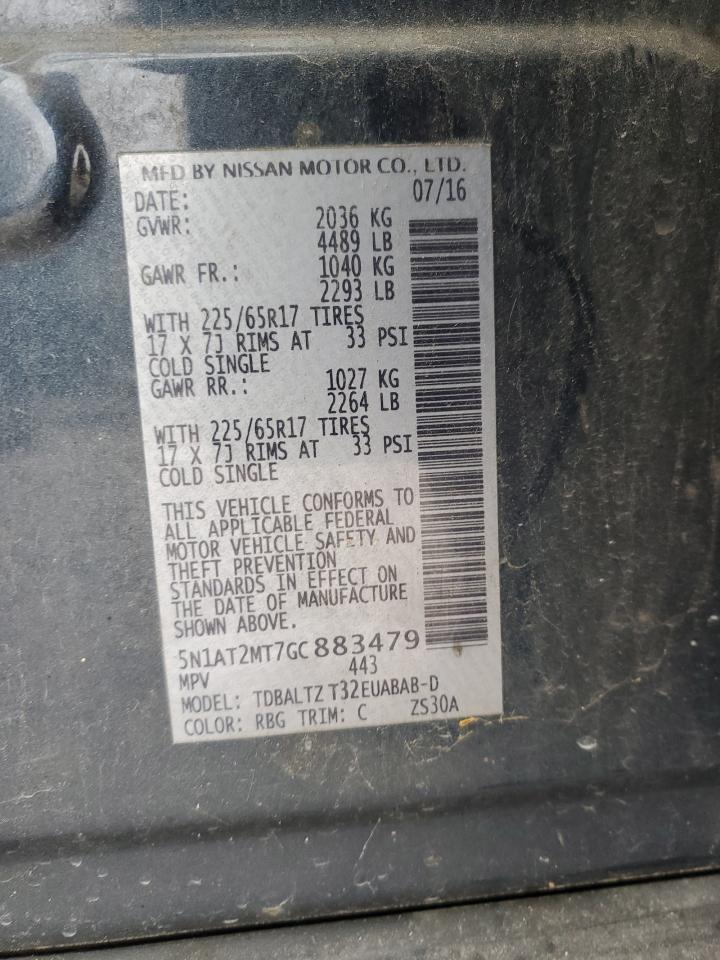 MFD BY NISSAN MOTOR CO., LTD.
DATE: 07/16
GVWR: 2036 KG
4489 LB
GAWR FR.: 1040 KG
2293 LB
WITH 225/65R17 TIRES
17 X 7J RIMS AT 33 PSI
COLD SINGLE
GAWR RR.: 1027 KG
2264 LB
WITH 225/65R17 TIRES
17 X 7J RIMS AT 33 PSI
COLD SINGLE
THIS VEHICLE CONFORMS TO
ALL APPLICABLE FEDERAL
MOTOR VEHICLE SAFETY AND
THEFT PREVENTION
STANDARDS IN EFFECT ON
THE DATE OF MANUFACTURE
SHOWN ABOVE.
5N1AT2MT7GC883479
MPV 443
MODEL: TDBALTZ T32EUABAB-D
COLOR: RBG TRIM: C ZS30A